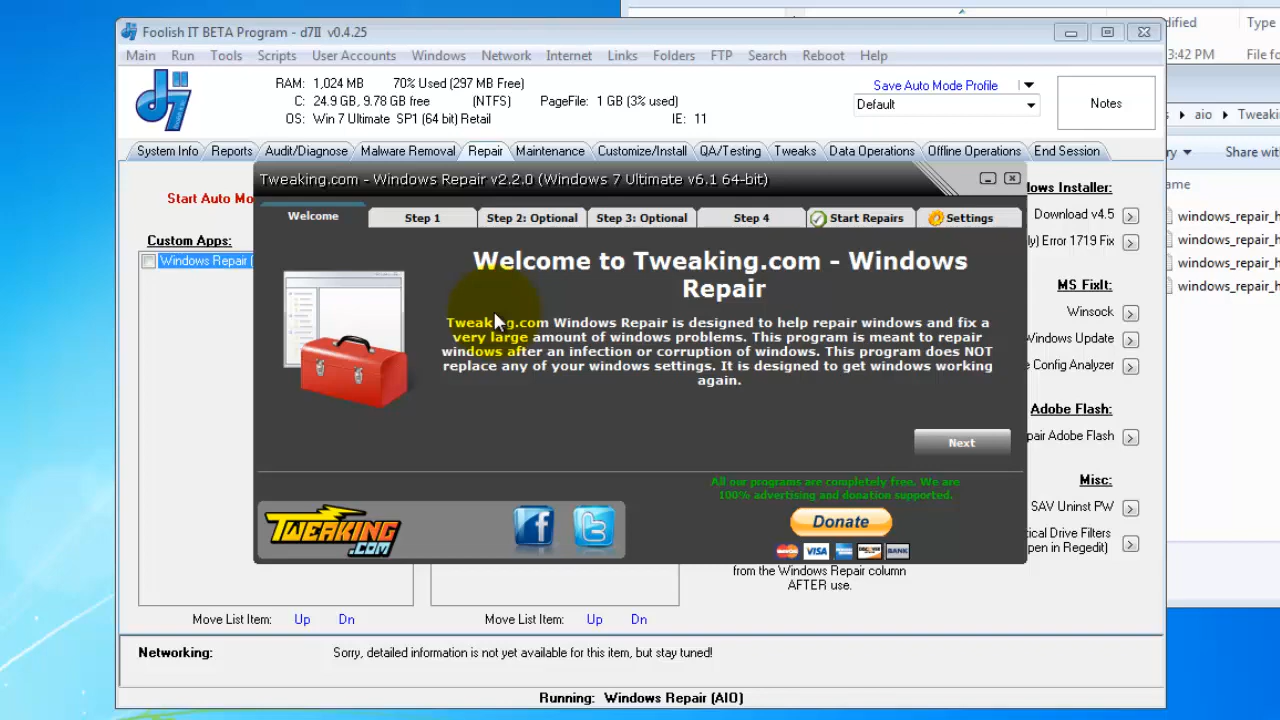 ified
Type
Foolish IT BETA Program - d7II v0.4.25
3:42 PM
File fo
Main Run Tools Scripts User Accounts Windows Network Internet Links Folders FTP Search Reboot Help
RAM: 1,024 MB 70% Used (297 MB Free)
C: 24.9 GB, 9.78 GB free (NTFS) PageFile: 1 GB (3% used)
OS: Win 7 Ultimate SP1 (64 bit) Retail IE: 11
Save Auto Mode Profile
Default
Notes
aio Tweaki
Share with
System Info Reports Audit/Diagnose Malware Removal Repair Maintenance Customize/Install QA/Testing Tweaks Data Operations Offline Operations End Session
Start Auto Mo
Custom Apps:
Windows Repair (
Tweaking.com - Windows Repair v2.2.0 (Windows 7 Ultimate v6.1 64-bit)
Welcome Step 1 Step 2: Optional Step 3: Optional Step 4 Start Repairs Settings
Welcome to Tweaking.com - Windows
Repair
Tweaking.com Windows Repair is designed to help repair windows and fix a
very large amount of windows problems. This program is meant to repair
windows after an infection or corruption of windows. This program does NOT
replace any of your windows settings. It is designed to get windows working
again.
Next
All our programs are completely free. We are
100% advertising and donation supported.
TWEAKING
.COM
Donate
VISA
BANK
ows Installer:
Download v4.5
ly) Error 1719 Fix
MS FixIt:
Winsock
Windows Update
e Config Analyzer
Adobe Flash:
pair Adobe Flash
Misc:
SAV Uninst PW
tical Drive Filters
pen in Regedit)
ame
windows_repair_h
windows_repair_h
windows_repair_h
windows_repair_h
from the Windows Repair column
AFTER use.
Move List Item: Up Dn
Move List Item: Up Dn
Networking: Sorry, detailed information is not yet available for this item, but stay tuned!
Running: Windows Repair (AIO)